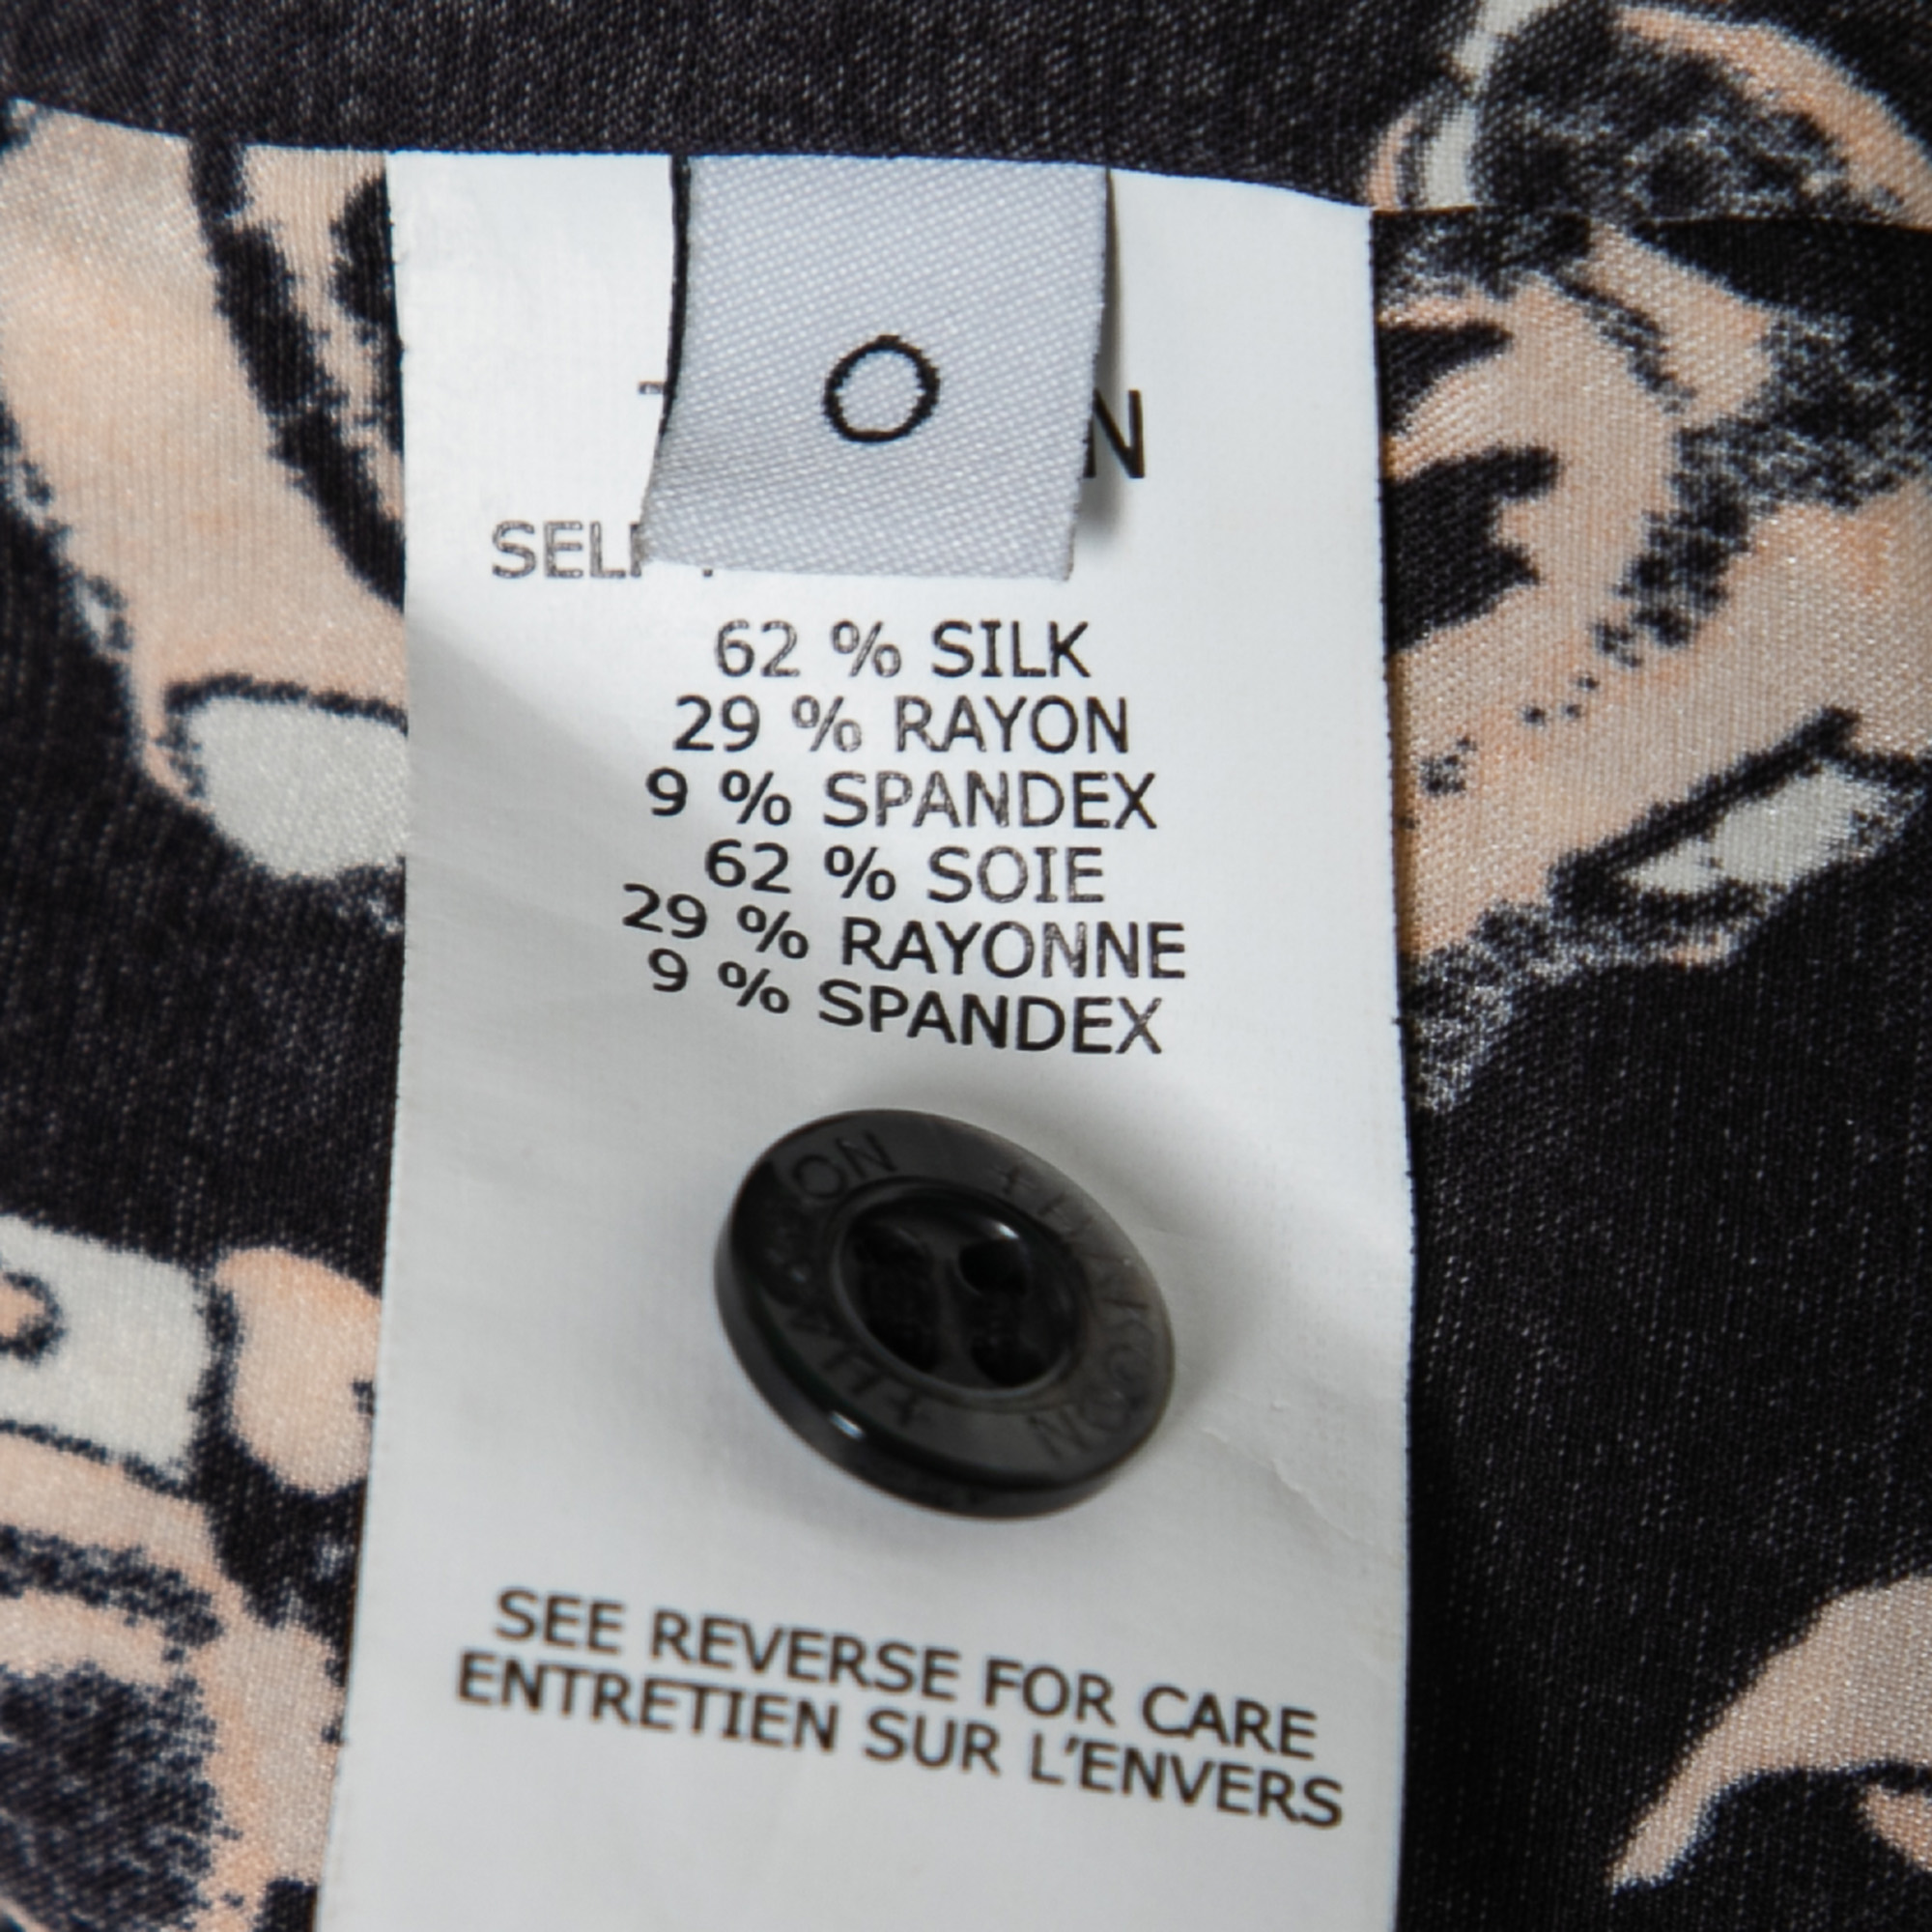 O
SELF
62 % SILK
29 % RAYON
9 % SPANDEX
62 % SOIE
29 % RAYONNE
9 % SPANDEX
SEE REVERSE FOR CARE
ENTRETIEN SUR L'ENVERS